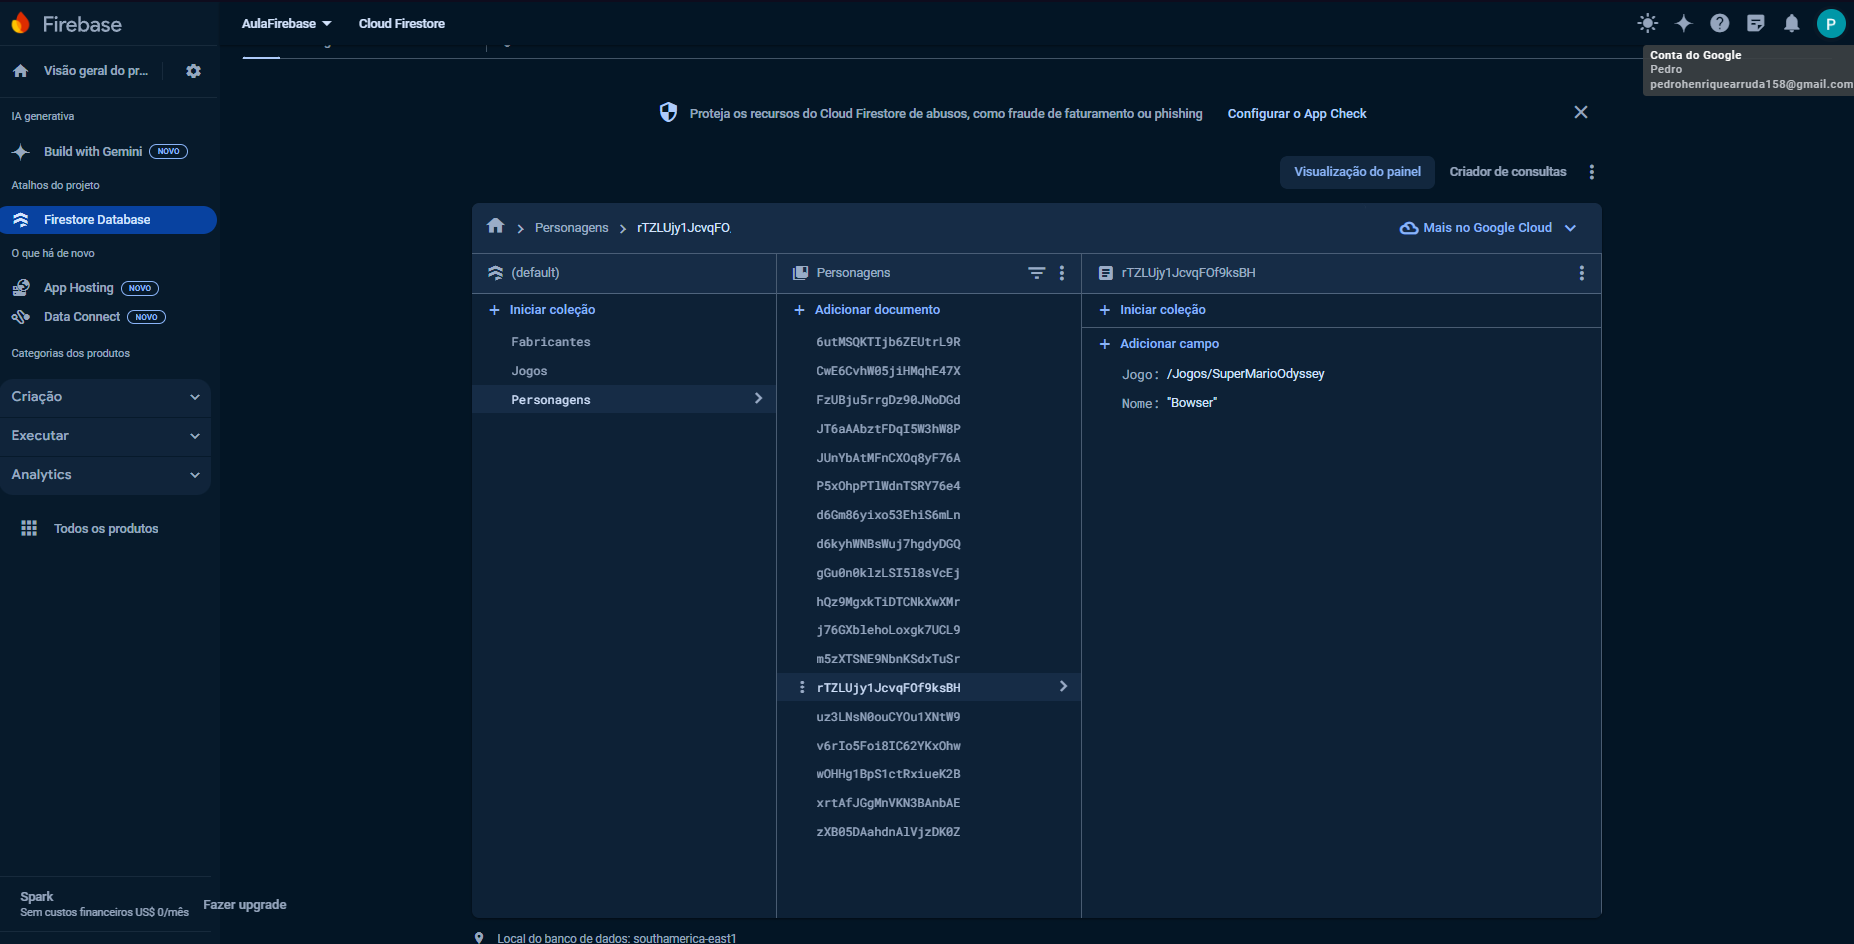 Firebase
AulaFirebase
Cloud Firestore
Conta do Google
Pedro
pedrohenriquearruda158@gmail.com
Visão geral do pr...
IA generativa
Build with Gemini NOVO
Atalhos do projeto
Firestore Database
O que há de novo
App Hosting NOVO
Data Connect NOVO
Categorias dos produtos
Criação
Executar
Analytics
Todos os produtos
Spark
Sem custos financeiros US$ 0/mês
Fazer upgrade
Proteja os recursos do Cloud Firestore de abusos, como fraude de faturamento ou phishing
Configurar o App Check
Visualização do painel
Criador de consultas
Personagens
rTZLUjy1JcvqFO
Mais no Google Cloud
(default)
Iniciar coleção
Fabricantes
Jogos
Personagens
Personagens
Adicionar documento
6utMSQKTIjb6ZEUtrL9R
CwE6CvhW05jiHMqhE47X
FzUBju5rrgDz90JNoDGd
JT6aAAbztFDqI5W3hW8P
JUnYbAtMFnCXOq8yF76A
P5xOhpPTlWdnTSRY76e4
d6Gm86yixo53EhiS6mLn
d6kyhWNBsWuj7hgdyDGQ
gGu0n0klzLSI5l8sVcEj
hQz9MgxkTiDTCNkXwXMr
j76GXblehoLoxgk7UCL9
m5zXTSNE9NbnKSdxTuSr
rTZLUjy1JcvqFOf9ksBH
uz3LNsN0ouCYOu1XNtW9
v6rIo5Foi8IC62YKxOhw
wOHHg1BpS1ctRxiueK2B
xrtAfJGgMnVKN3BAnbAE
zXB05DAahdnAlVjzDK0Z
rTZLUjy1JcvqFOf9ksBH
Iniciar coleção
Adicionar campo
Jogo: /Jogos/SuperMarioOdyssey
Nome: "Bowser"
Local do banco de dados: southamerica-east1
P